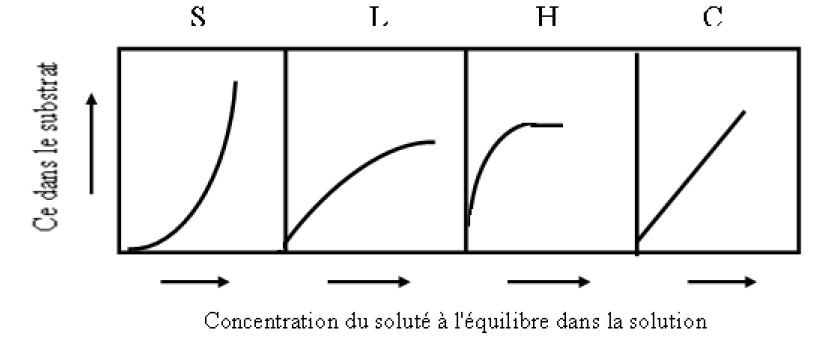 S L H C
Ce dans le substrat
Concentration du soluté à l'équilibre dans la solution